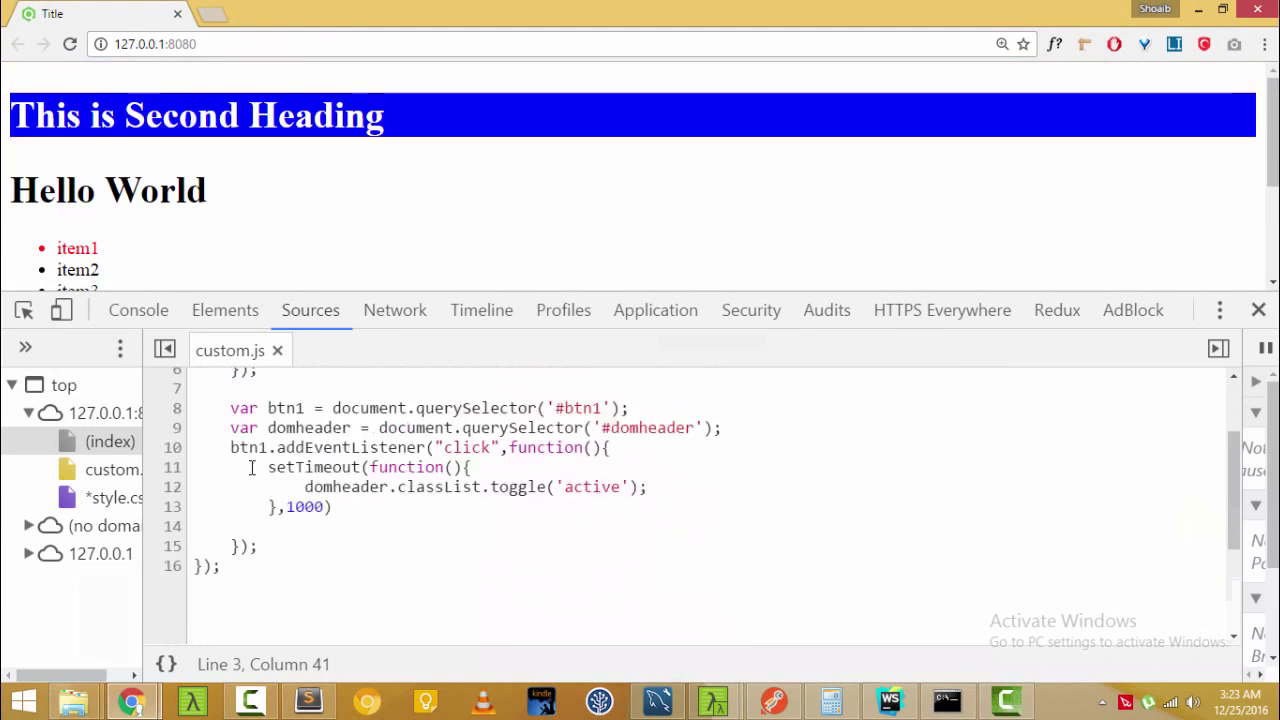 Title
Shoaib
127.0.0.1:8080
f?
LI
This is Second Heading
Hello World
item1
item2
item3
Console Elements Sources Network Timeline Profiles Application Security Audits HTTPS Everywhere Redux AdBlock
custom.js
top
127.0.0.1:8
(index)
custom.
*style.cs
(no doma
127.0.0.1
6 });
7
8 var btn1 = document.querySelector('#btn1');
9 var domheader = document.querySelector('#domheader');
10 btn1.addEventListener("click",function(){
11 setTimeout(function(){
12 domheader.classList.toggle('active');
13 },1000)
14
15 });
16 });
Activate Windows
Go to PC settings to activate Windows.
{} Line 3, Column 41
kindle
WS
3:23 AM
12/25/2016